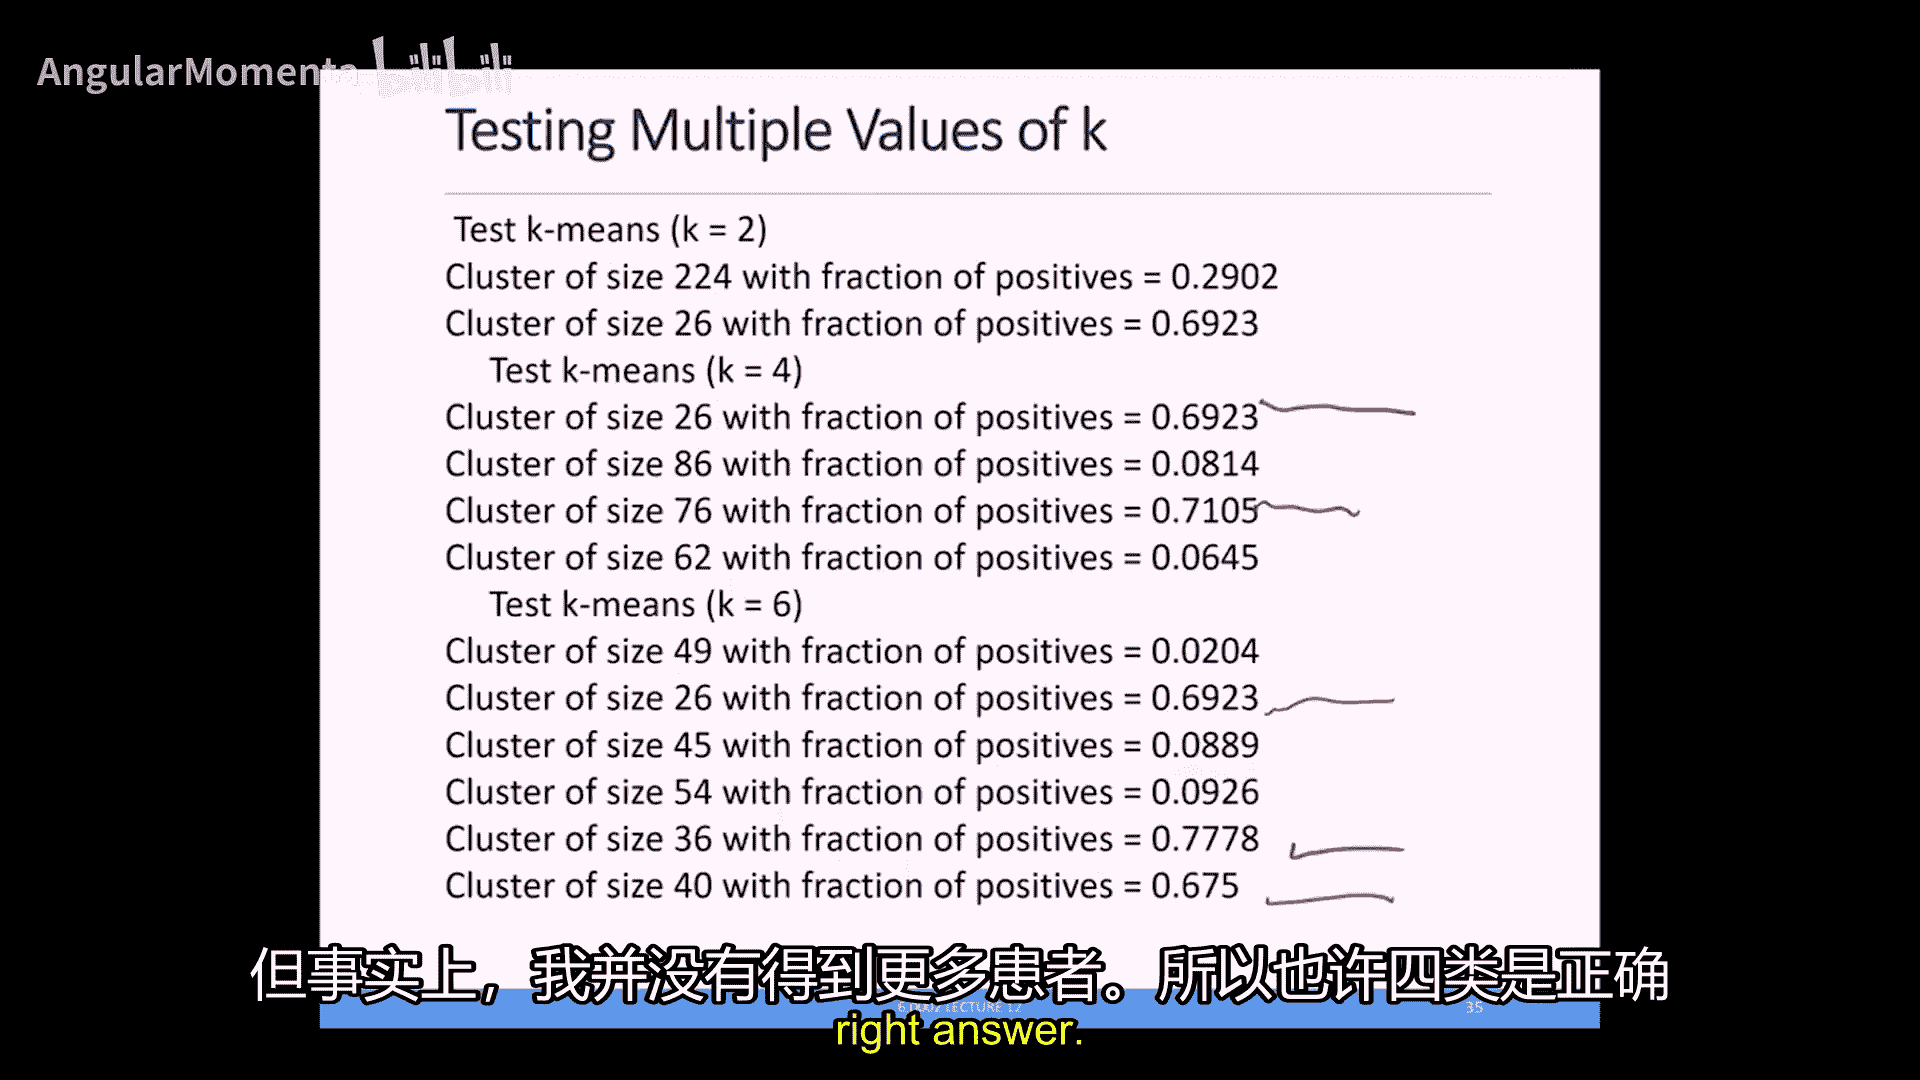 AngularMomenta bilibili
Testing Multiple Values of k
Test k-means (k = 2)
Cluster of size 224 with fraction of positives = 0.2902
Cluster of size 26 with fraction of positives = 0.6923
Test k-means (k = 4)
Cluster of size 26 with fraction of positives = 0.6923
Cluster of size 86 with fraction of positives = 0.0814
Cluster of size 76 with fraction of positives = 0.7105
Cluster of size 62 with fraction of positives = 0.0645
Test k-means (k = 6)
Cluster of size 49 with fraction of positives = 0.0204
Cluster of size 26 with fraction of positives = 0.6923
Cluster of size 45 with fraction of positives = 0.0889
Cluster of size 54 with fraction of positives = 0.0926
Cluster of size 36 with fraction of positives = 0.7778
Cluster of size 40 with fraction of positives = 0.675
但事实上，我并没有得到更多患者。所以也许四类是正确
6.0002 LECTURE 12
35
right answer.